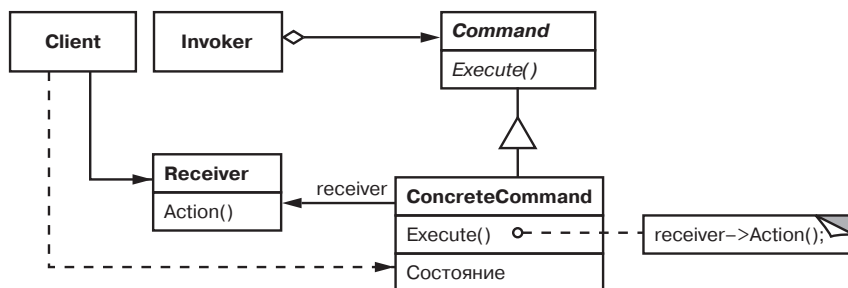 Client
Invoker
Command
Execute()
Receiver
Action()
receiver
ConcreteCommand
Execute()
receiver–>Action();
Состояние